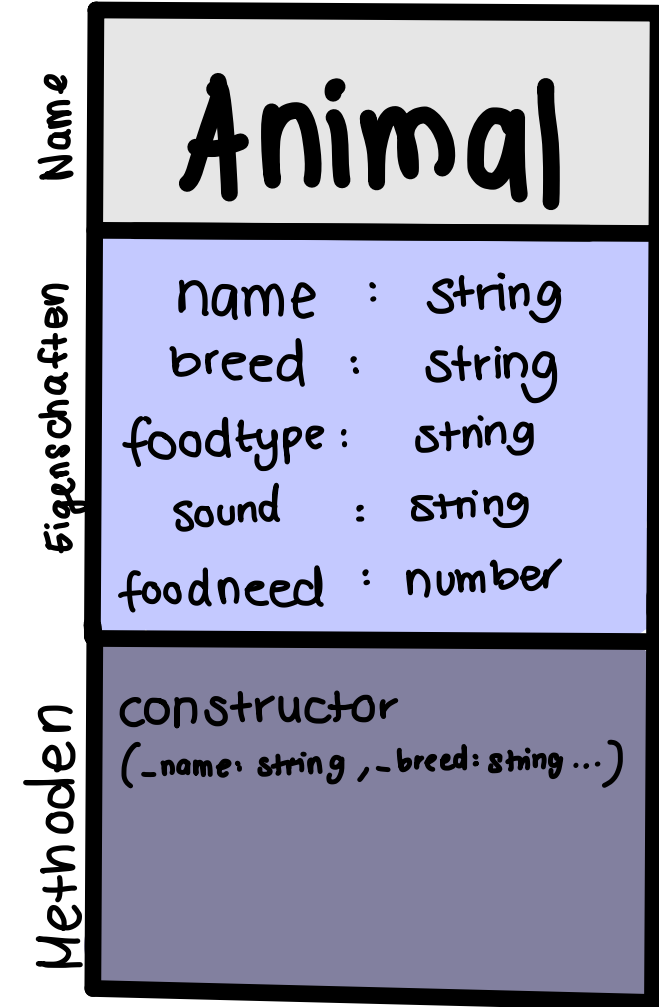 Name
Animal
Eigenschaften
name : string
breed : string
foodtype : string
sound : string
foodneed : number
Methoden
constructor
(_name: string, _breed: string ...)